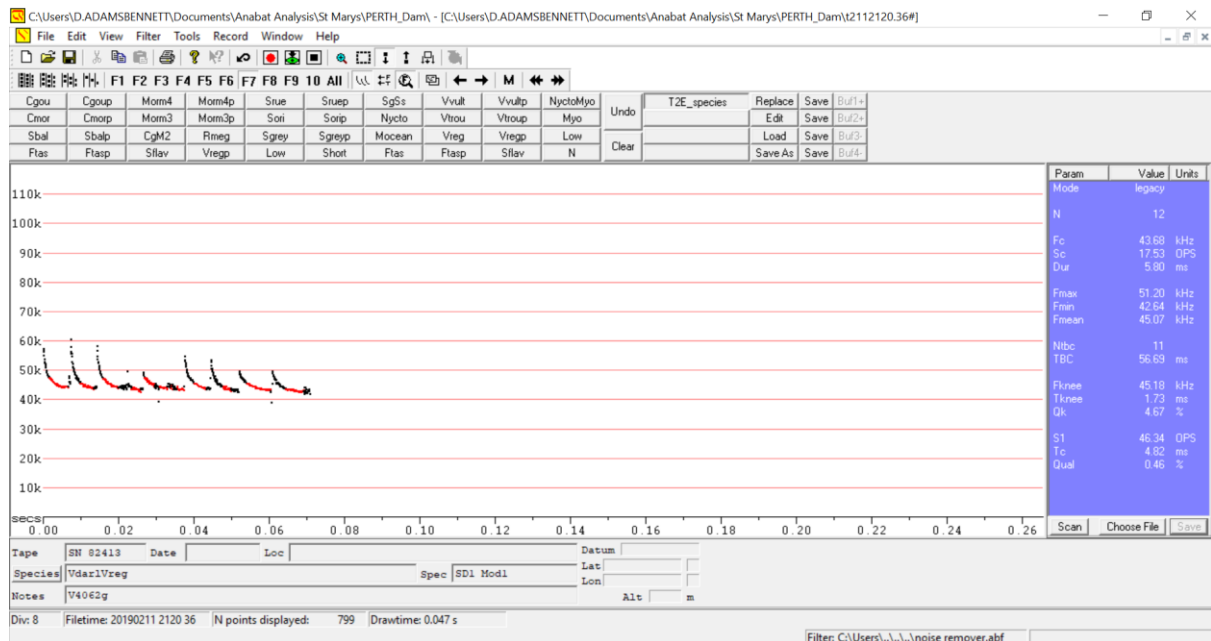 C:\Users\D.ADAMSBENNETT\Documents\Anabat Analysis\St Marys\PERTH_Dam\ - [C:\Users\D.ADAMSBENNETT\Documents\Anabat Analysis\St Marys\PERTH_Dam\t2112120.36#]
File Edit View Filter Tools Record Window Help
F1 F2 F3 F4 F5 F6 F7 F8 F9 10 All M
Cgou Cgoup Morm4 Morm4p Srue Sruep SgSs Vvult Vvultp NyctoMyo Undo T2E_species Replace Save Buf1+
Cmor Cmorp Morm3 Morm3p Sori Sorip Nycto Vtrou Vtroup Myo Edit Save Buf2+
Sbal Sbalp CgM2 Rmeg Sgrey Sgreyp Mocean Vreg Vregp Low Clear Load Save Buf3-
Ftas Ftasp Sflav Vregp Low Short Ftas Ftasp Sflav N Save As Save Buf4-
Param Value Units
Mode legacy
N 12
Fc 43.68 kHz
Sc 17.53 OPS
Dur 5.80 ms
Fmax 51.20 kHz
Fmin 42.64 kHz
Fmean 45.07 kHz
Ntbc 11
TBC 56.69 ms
Fknee 45.18 kHz
Tknee 1.73 ms
Qk 4.67 %
S1 46.34 OPS
Tc 4.82 ms
Qual 0.46 %
Scan Choose File Save
110k
100k
90k
80k
70k
60k
50k
40k
30k
20k
10k
secs
0.00 0.02 0.04 0.06 0.08 0.10 0.12 0.14 0.16 0.18 0.20 0.22 0.24 0.26
Tape SN 82413 Date Loc Datum
Species Vdar1Vreg Spec SD1 Mod1 Lat
Lon
Notes V4062g Alt m
Div: 8 Filetime: 20190211 2120 36 N points displayed: 799 Drawtime: 0.047 s
Filter: C:\Users\..\..\..\noise remover.abf